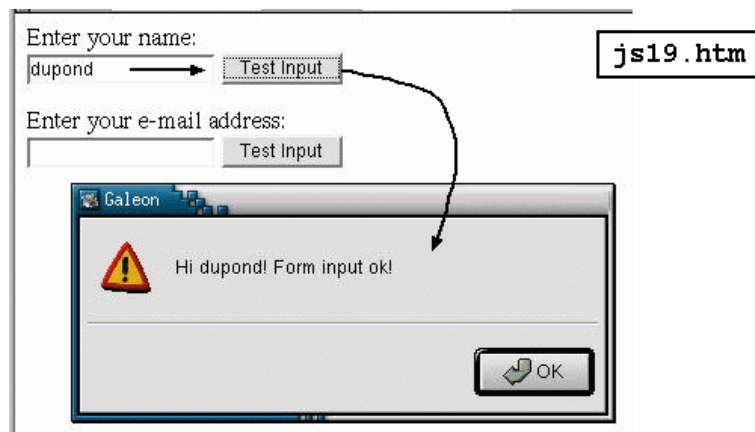 Enter your name:
js19.htm
dupond Test Input
Enter your e-mail address:
Test Input
Galeon
Hi dupond! Form input ok!
OK